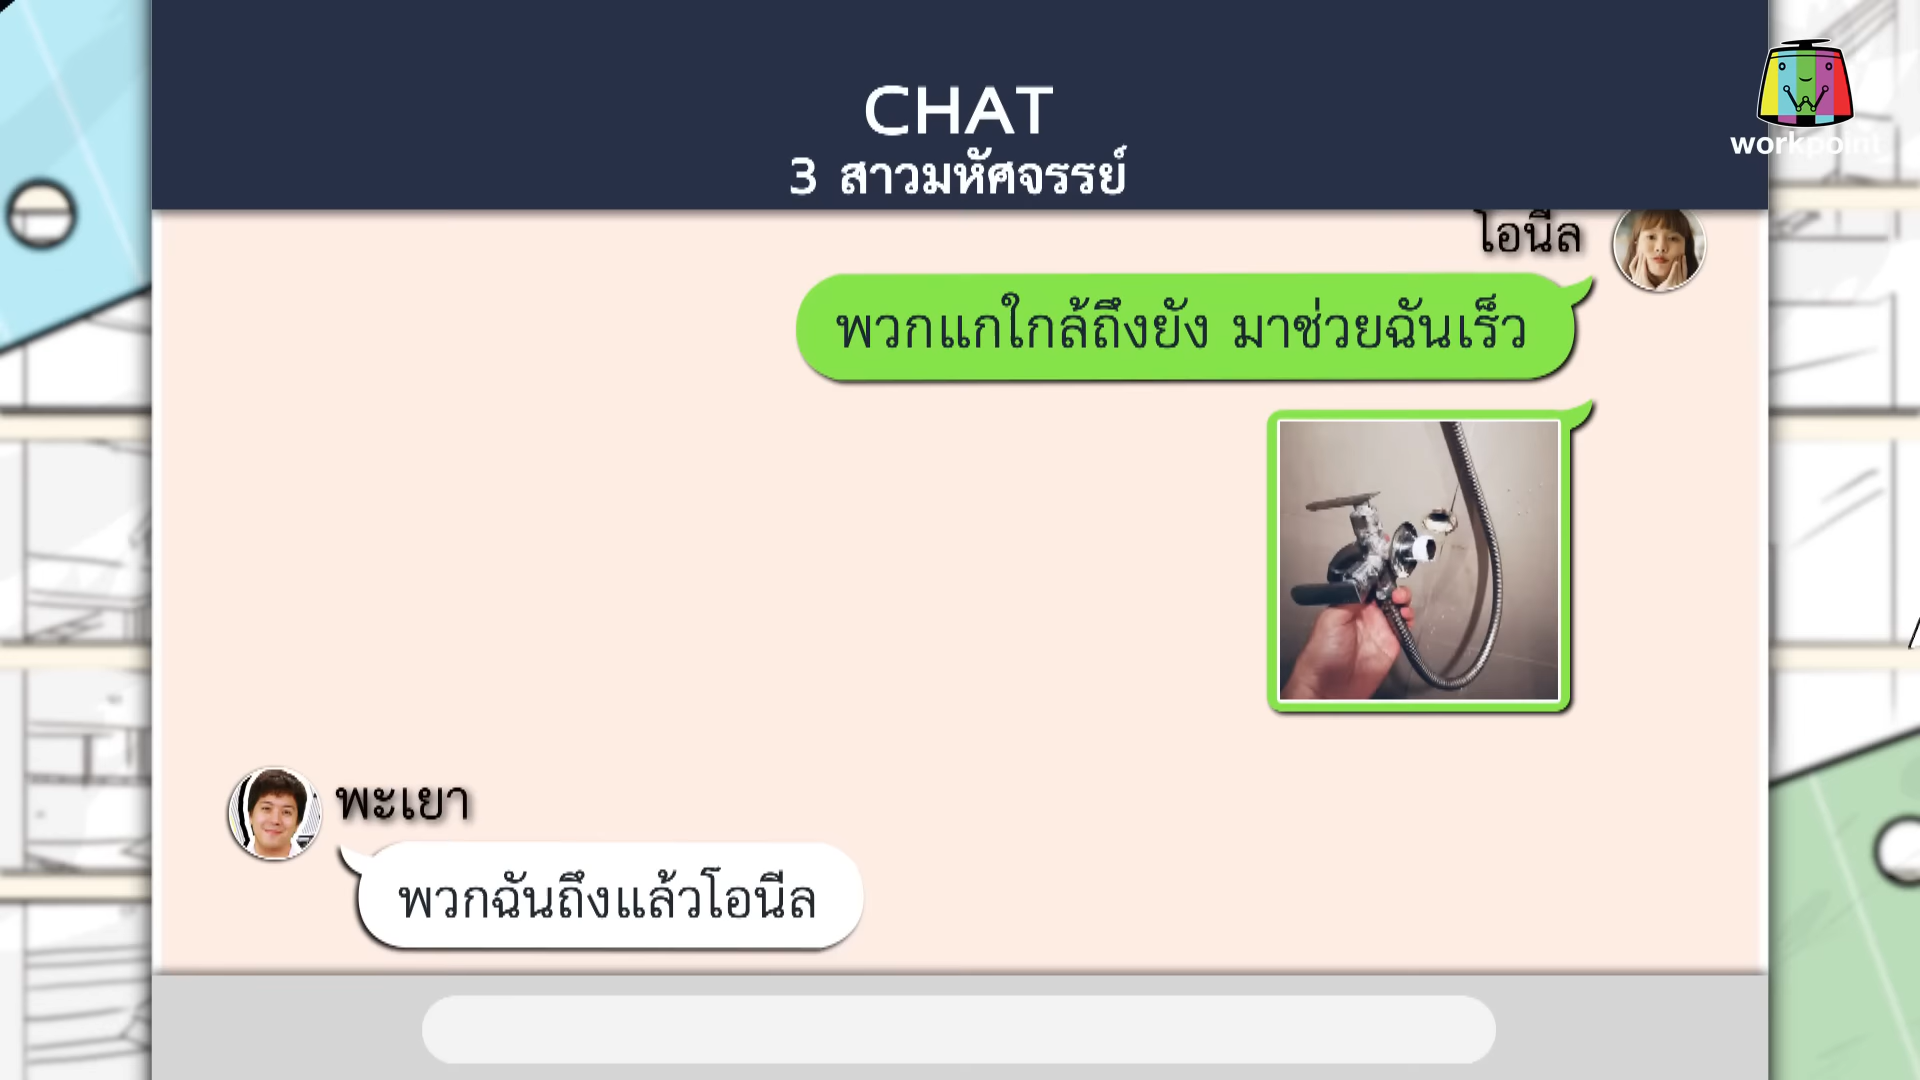 CHAT
3 สาวมหัศจรรย์
workpoint
โอนีล
พวกแกใกล้ถึงยัง มาช่วยฉันเร็ว
พะเยา
พวกฉันถึงแล้วโอนีล